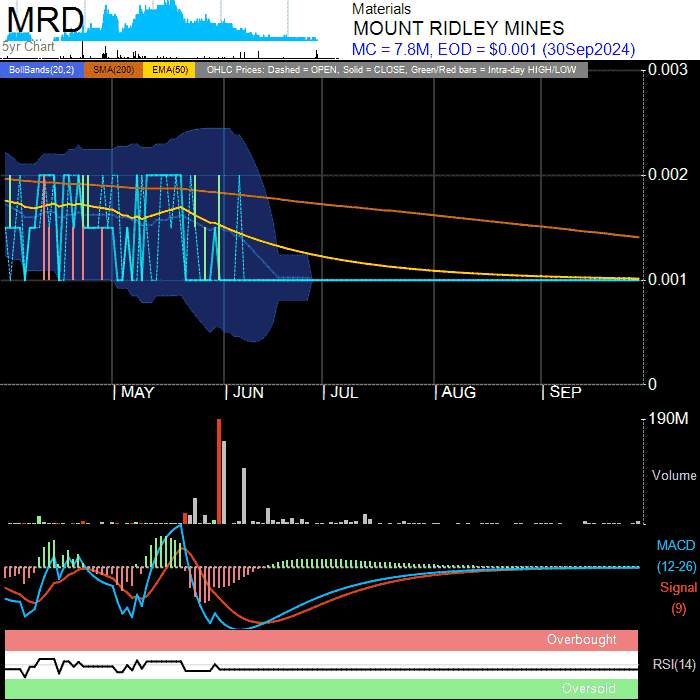 MRD
5yr Chart
Materials
MOUNT RIDLEY MINES
MC = 7.8M, EOD = $0.001 (30Sep2024)
BollBands(20,2) SMA(200) EMA(50) OHLC Prices: Dashed = OPEN, Solid = CLOSE, Green/Red bars = Intra-day HIGH/LOW
0.003
0.002
0.001
0
MAY JUN JUL AUG SEP
190M
Volume
MACD
(12-26)
Signal
(9)
Overbought
RSI(14)
Oversold